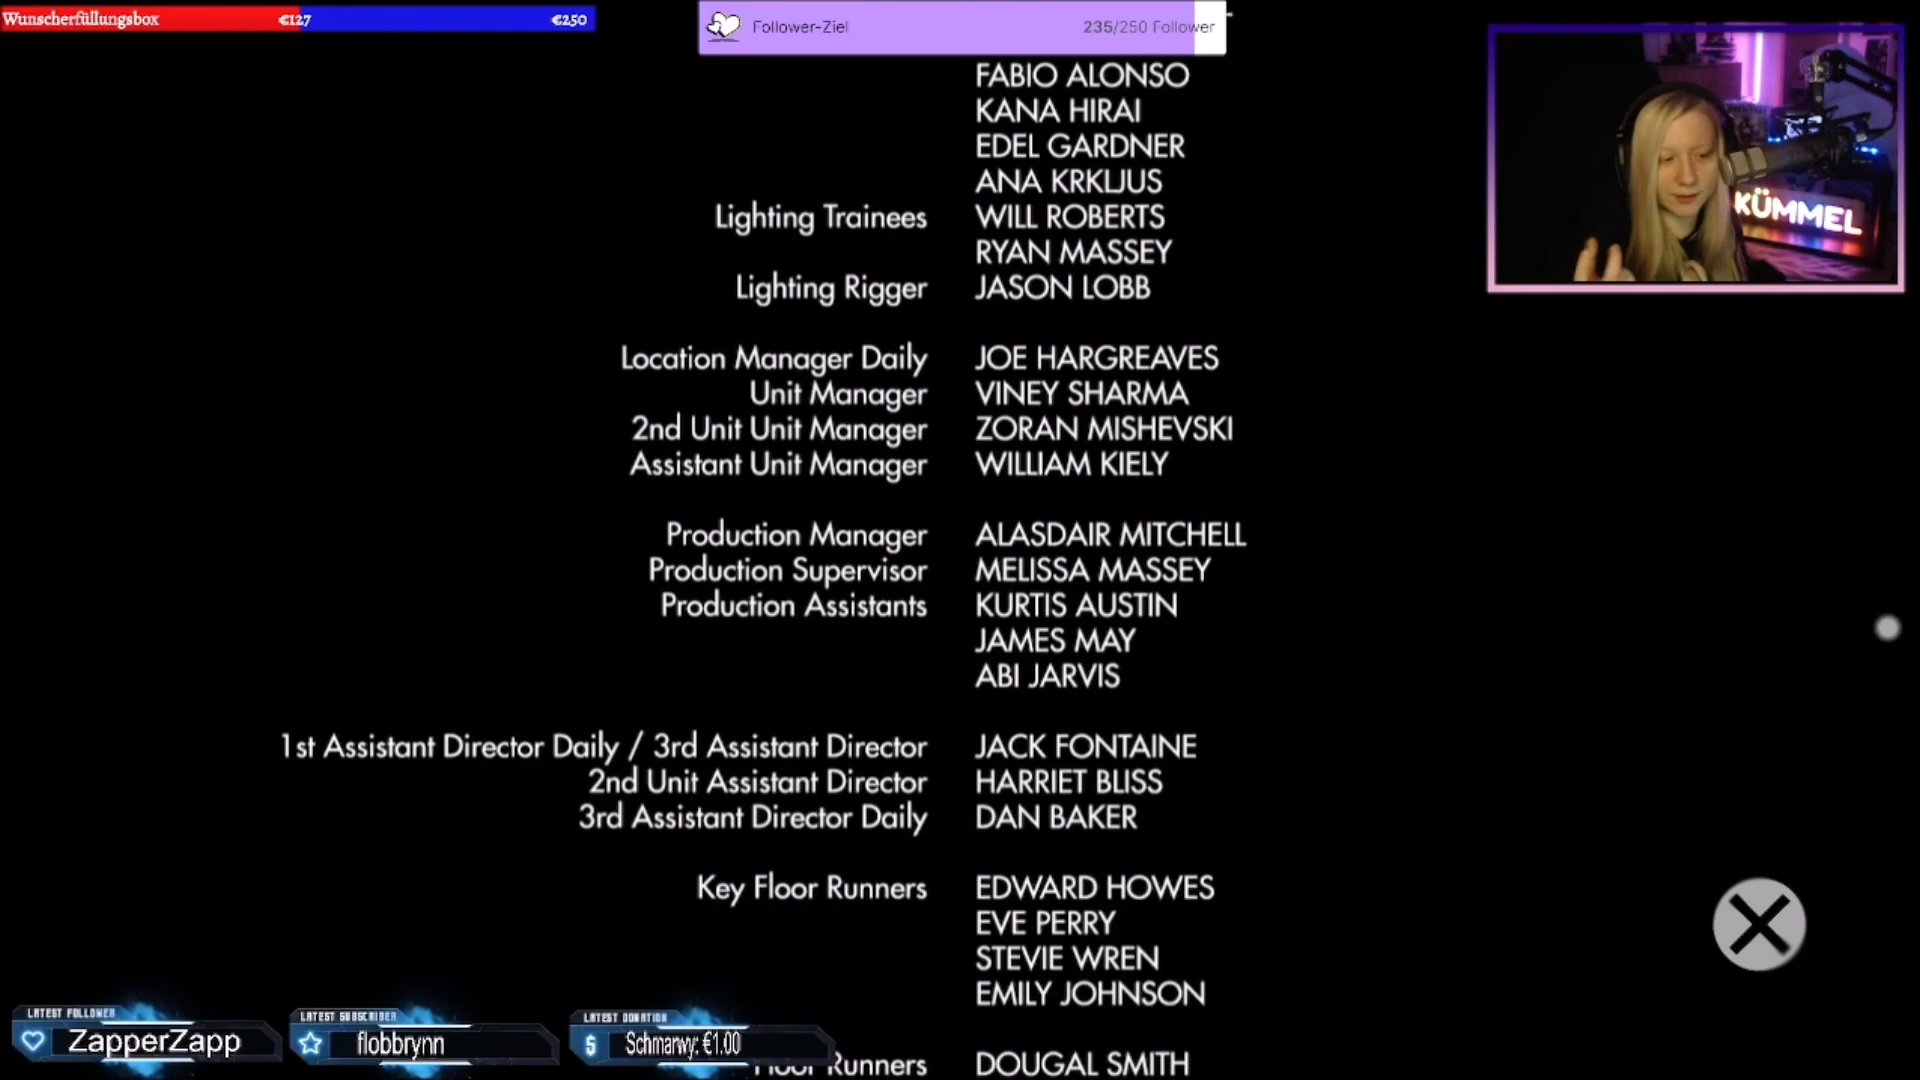 Wunscherfüllungsbox €127 €250
Follower-Ziel 235/250 Follower
FABIO ALONSO
KANA HIRAI
EDEL GARDNER
ANA KRKLJUS
Lighting Trainees WILL ROBERTS
RYAN MASSEY
Lighting Rigger JASON LOBB
KÜMMEL
Location Manager Daily JOE HARGREAVES
Unit Manager VINEY SHARMA
2nd Unit Unit Manager ZORAN MISHEVSKI
Assistant Unit Manager WILLIAM KIELY
Production Manager ALASDAIR MITCHELL
Production Supervisor MELISSA MASSEY
Production Assistants KURTIS AUSTIN
JAMES MAY
ABI JARVIS
1st Assistant Director Daily / 3rd Assistant Director JACK FONTAINE
2nd Unit Assistant Director HARRIET BLISS
3rd Assistant Director Daily DAN BAKER
Key Floor Runners EDWARD HOWES
EVE PERRY
STEVIE WREN
EMILY JOHNSON
Floor Runners DOUGAL SMITH
LATEST FOLLOWER
ZapperZapp
LATEST SUBSCRIBER
flobbrynn
LATEST DONATION
Schmarwy: €1.00